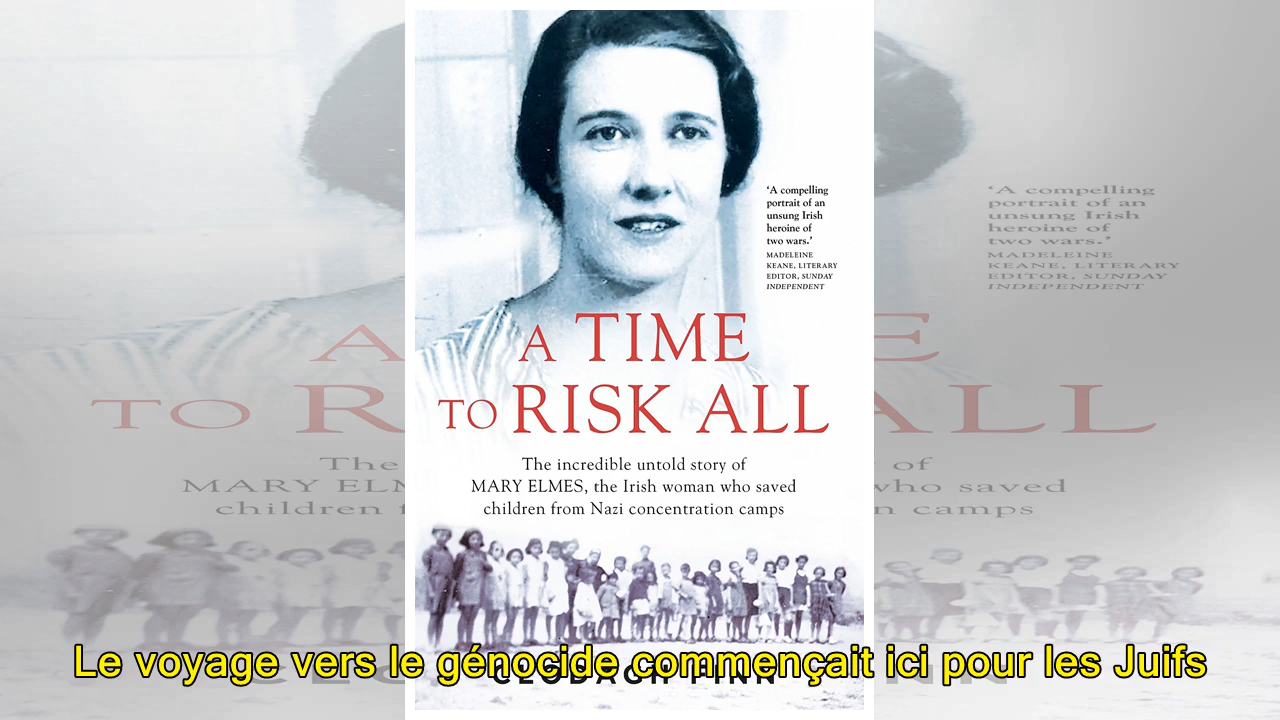 'A compelling
portrait of an
unsung Irish
heroine of
two wars.'
MADELEINE
KEANE, LITERARY
EDITOR, SUNDAY
INDEPENDENT
A TIME
TO RISK ALL
The incredible untold story of
MARY ELMES, the Irish woman who saved
children from Nazi concentration camps
CLODAGH FINN
Le voyage vers le génocide commençait ici pour les Juifs